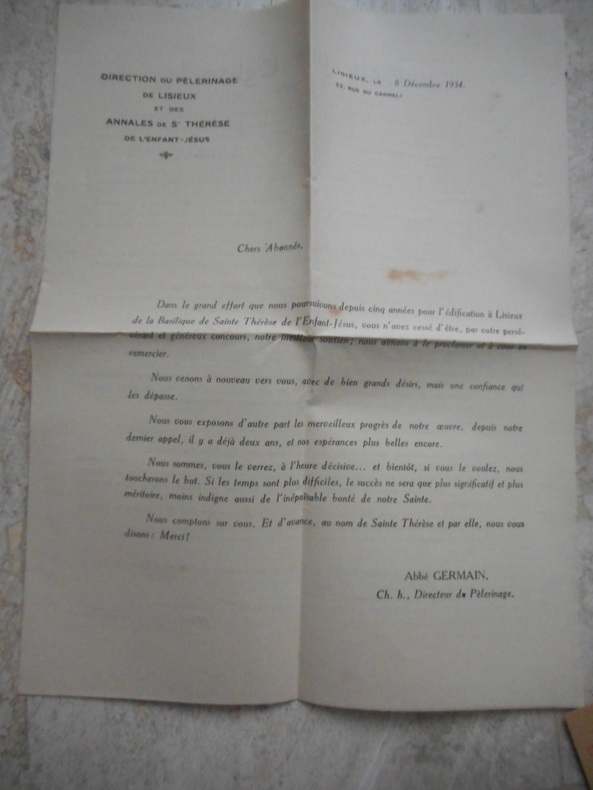 DIRECTION DU PÈLERINAGE
DE LISIEUX
ET DES
ANNALES DE Sᵗᵉ THÉRÈSE
DE L'ENFANT-JÉSUS
LISIEUX, LE 8 Décembre 1934.
RUE DU CARMEL
Chers Abonnés,
Dans le grand effort que nous poursuivons depuis cinq années pour l'édification à Lisieux
de la Basilique de Sainte Thérèse de l'Enfant-Jésus, vous n'avez cessé d'être, par votre persé-
vérant et généreux concours, notre meilleur soutien; nous aimons à le proclamer et à vous en
remercier.
Nous venons à nouveau vers vous, avec de bien grands désirs, mais une confiance qui
les dépasse.
Nous vous exposons d'autre part les merveilleux progrès de notre œuvre, depuis notre
dernier appel, il y a déjà deux ans, et nos espérances plus belles encore.
Nous sommes, vous le verrez, à l'heure décisive... et bientôt, si vous le voulez, nous
toucherons le but. Si les temps sont plus difficiles, le succès ne sera que plus significatif et plus
méritoire, moins indigne aussi de l'inépuisable bonté de notre Sainte.
Nous comptons sur vous. Et d'avance, au nom de Sainte Thérèse et par elle, nous vous
disons : Merci !
Abbé GERMAIN,
Ch. h., Directeur du Pèlerinage.